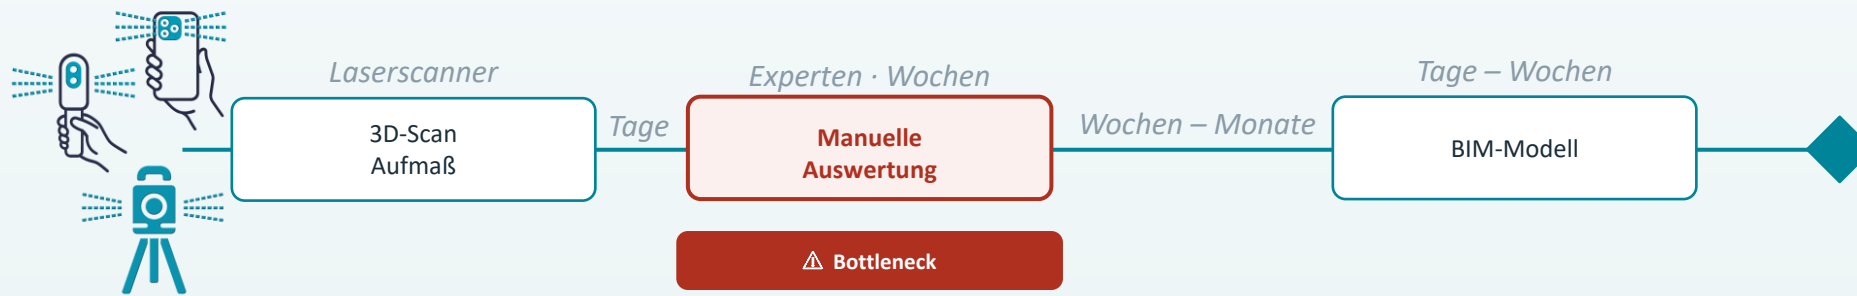 Laserscanner
3D-Scan
Aufmaß
Tage
Experten · Wochen
Manuelle
Auswertung
⚠ Bottleneck
Wochen – Monate
Tage – Wochen
BIM-Modell